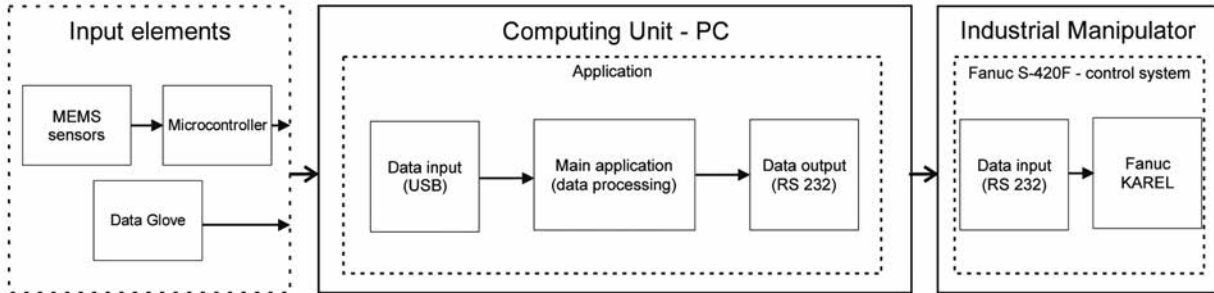 Input elements
MEMS
sensors
Microcontroller
Data Glove
Computing Unit - PC
Application
Data input
(USB)
Main application
(data processing)
Data output
(RS 232)
Industrial Manipulator
Fanuc S-420F - control system
Data input
(RS 232)
Fanuc
KAREL